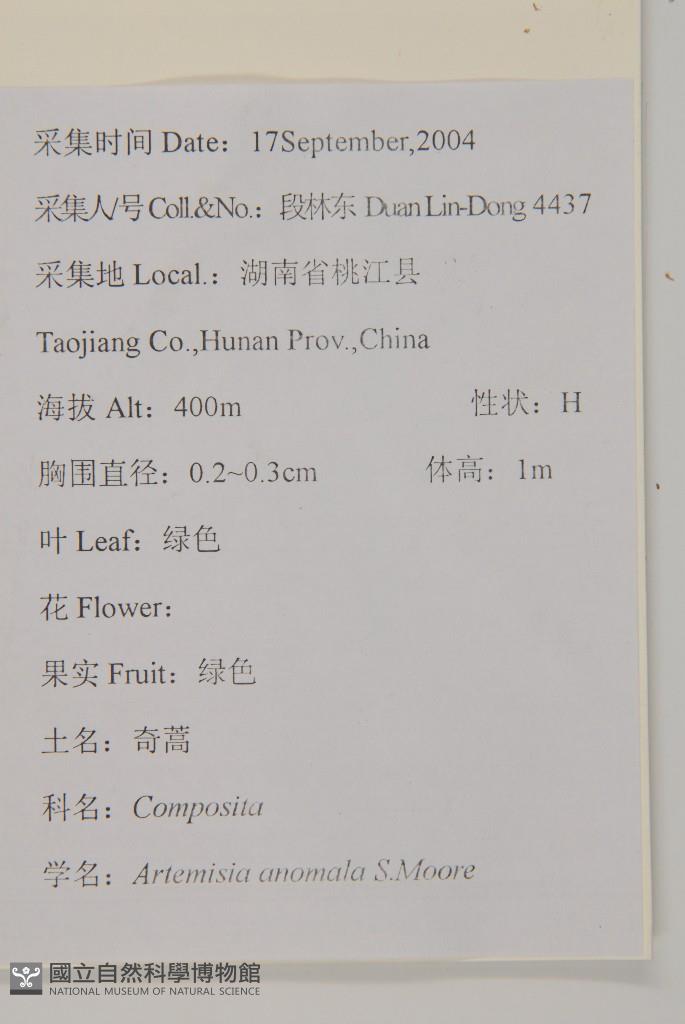 采集时间 Date：17September,2004
采集人/号 Coll.&No.：段林东 Duan Lin-Dong 4437
采集地 Local.：湖南省桃江县
Taojiang Co.,Hunan Prov.,China
海拔 Alt：400m 性状：H
胸围直径：0.2~0.3cm 体高：1m
叶 Leaf：绿色
花 Flower：
果实 Fruit：绿色
土名：奇蒿
科名：Composita
学名：Artemisia anomala S.Moore
國立自然科學博物館
NATIONAL MUSEUM OF NATURAL SCIENCE